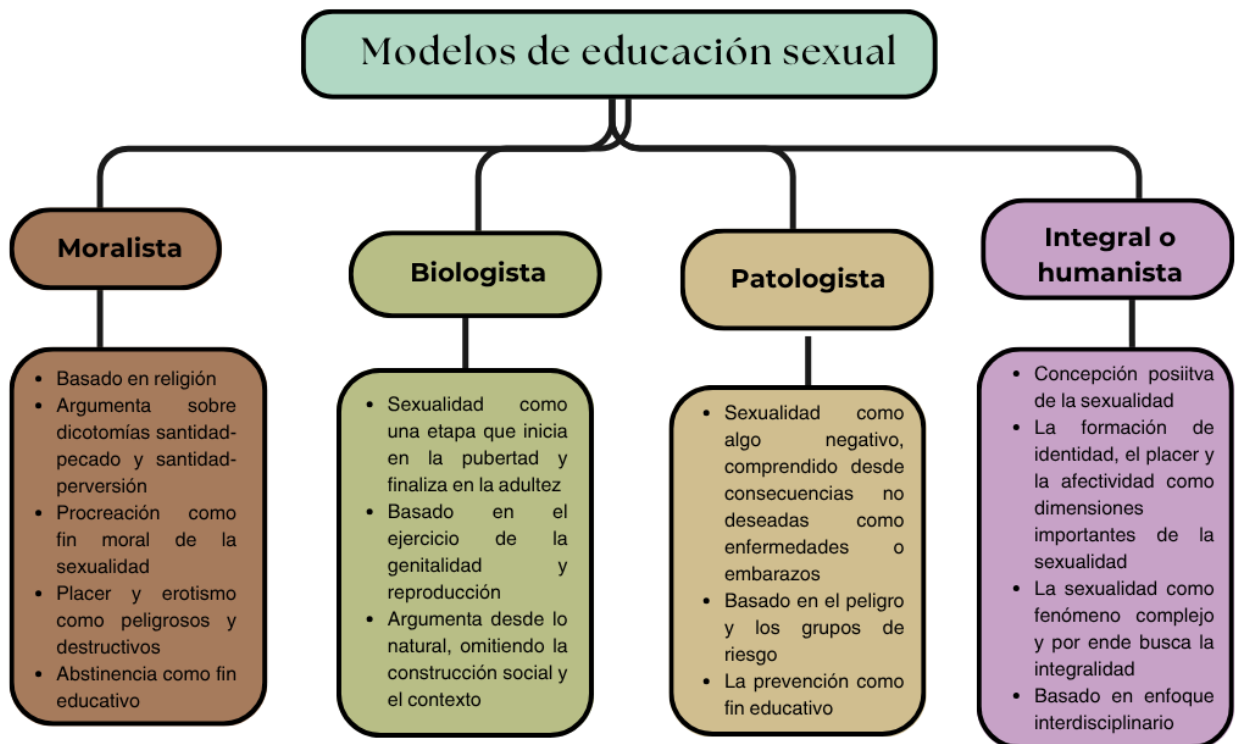 Modelos de educación sexual
Moralista
Biologista
Patologista
Integral o
humanista
• Basado en religión
• Argumenta sobre
dicotomías santidad-
pecado y santidad-
perversión
• Procreación como
fin moral de la
sexualidad
• Placer y erotismo
como peligrosos y
destructivos
• Abstinencia como fin
educativo
• Sexualidad como
una etapa que inicia
en la pubertad y
finaliza en la adultez
• Basado en el
ejercicio de la
genitalidad y
reproducción
• Argumenta desde lo
natural, omitiendo la
construcción social y
el contexto
• Sexualidad como
algo negativo,
comprendido desde
consecuencias no
deseadas como
enfermedades o
embarazos
• Basado en el peligro
y los grupos de
riesgo
• La prevención como
fin educativo
• Concepción posiitva
de la sexualidad
• La formación de
identidad, el placer y
la afectividad como
dimensiones
importantes de la
sexualidad
• La sexualidad como
fenómeno complejo
y por ende busca la
integralidad
• Basado en enfoque
interdisciplinario